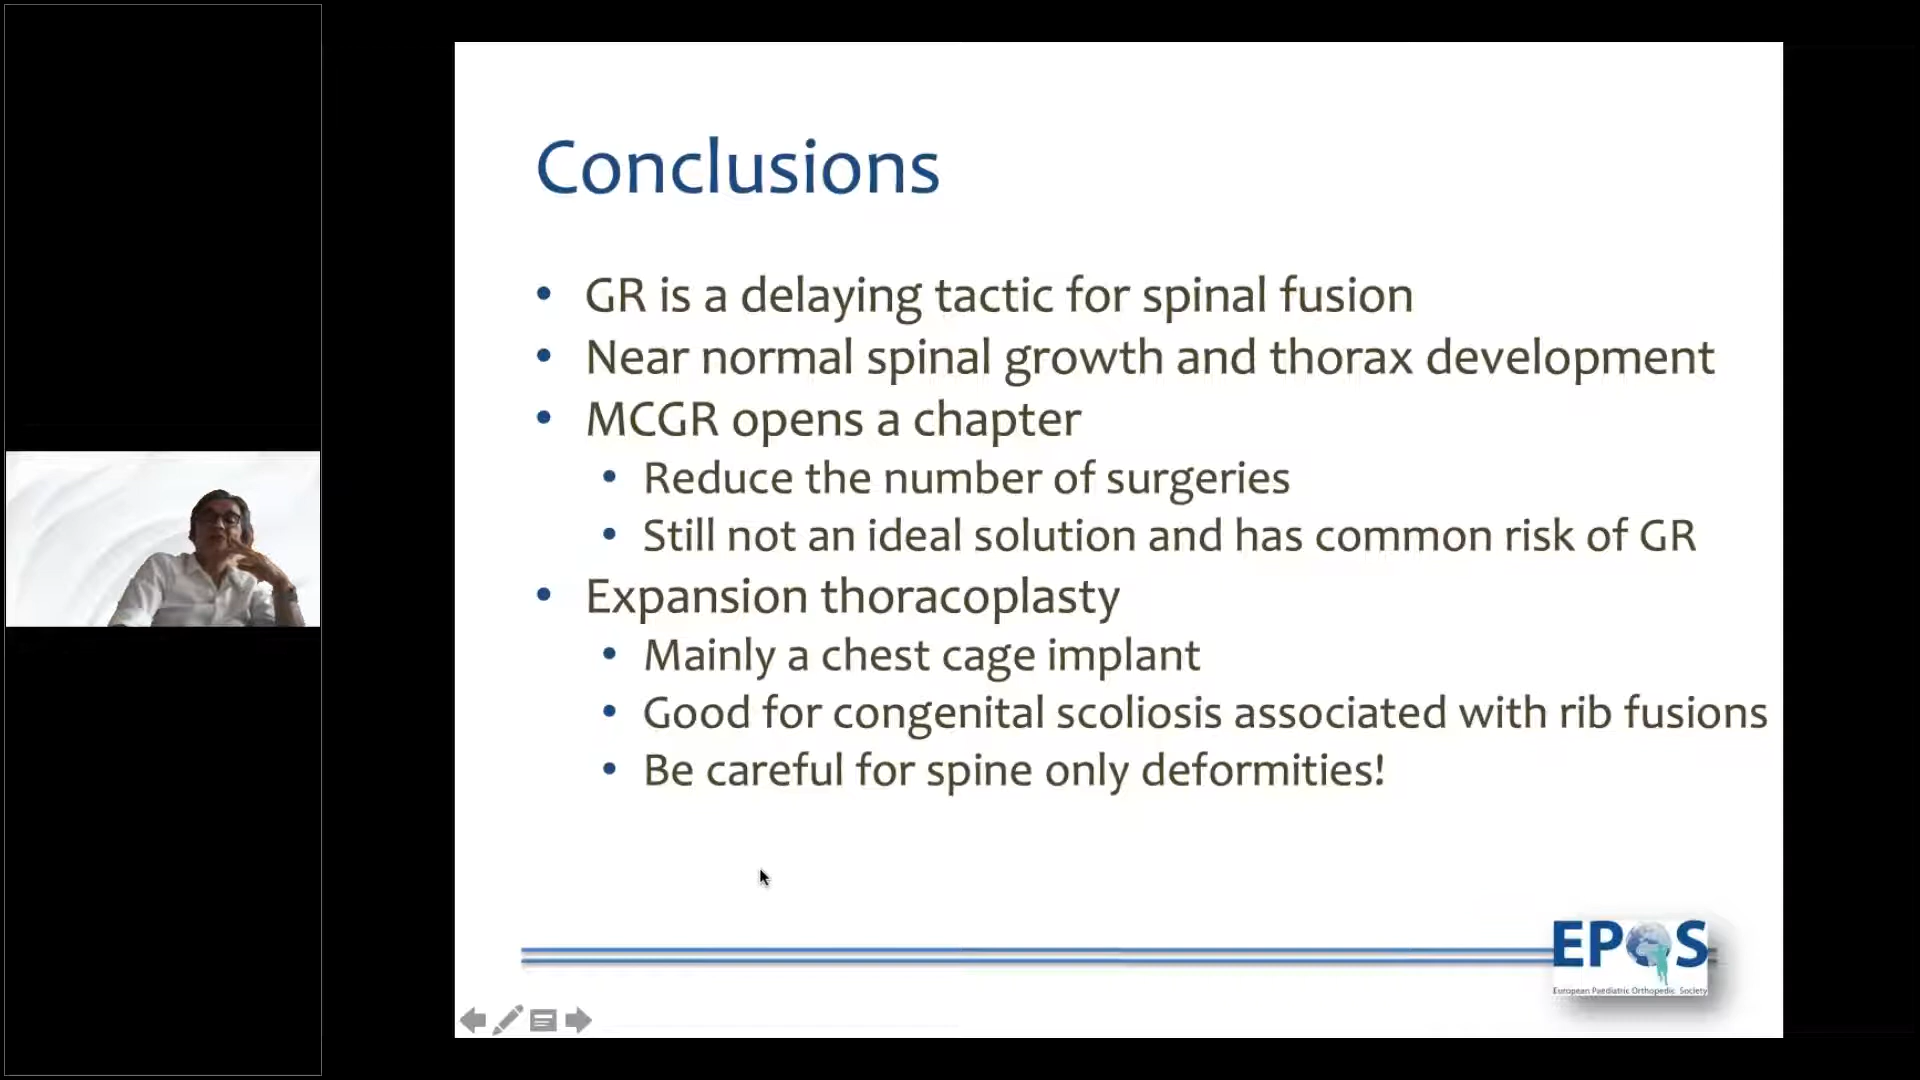 Conclusions
• GR is a delaying tactic for spinal fusion
• Near normal spinal growth and thorax development
• MCGR opens a chapter
• Reduce the number of surgeries
• Still not an ideal solution and has common risk of GR
• Expansion thoracoplasty
• Mainly a chest cage implant
• Good for congenital scoliosis associated with rib fusions
• Be careful for spine only deformities!
EPOS
European Paediatric Orthopedic Society